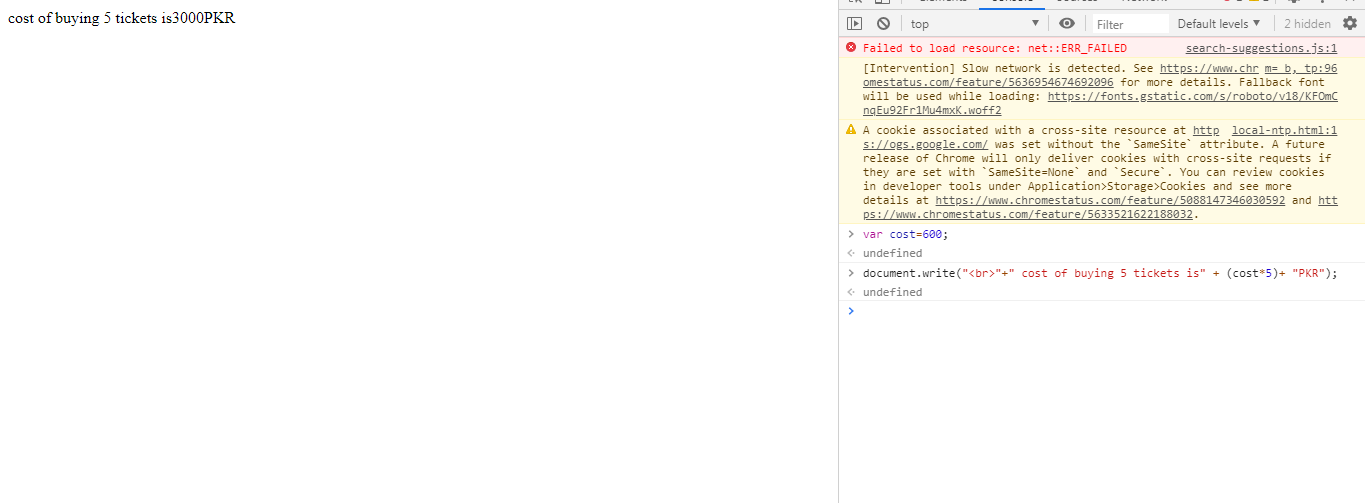 cost of buying 5 tickets is3000PKR
top
Filter
Default levels
2 hidden
Failed to load resource: net::ERR_FAILED search-suggestions.js:1
[Intervention] Slow network is detected. See https://www.chr m= b, tp:96
omestatus.com/feature/5636954674692096 for more details. Fallback font
will be used while loading: https://fonts.gstatic.com/s/roboto/v18/KFOmC
nqEu92Fr1Mu4mxK.woff2
A cookie associated with a cross-site resource at http local-ntp.html:1
s://ogs.google.com/ was set without the `SameSite` attribute. A future
release of Chrome will only deliver cookies with cross-site requests if
they are set with `SameSite=None` and `Secure`. You can review cookies
in developer tools under Application>Storage>Cookies and see more
details at https://www.chromestatus.com/feature/5088147346030592 and htt
ps://www.chromestatus.com/feature/5633521622188032.
> var cost=600;
undefined
> document.write("<br>"+" cost of buying 5 tickets is" + (cost*5)+ "PKR");
undefined
>